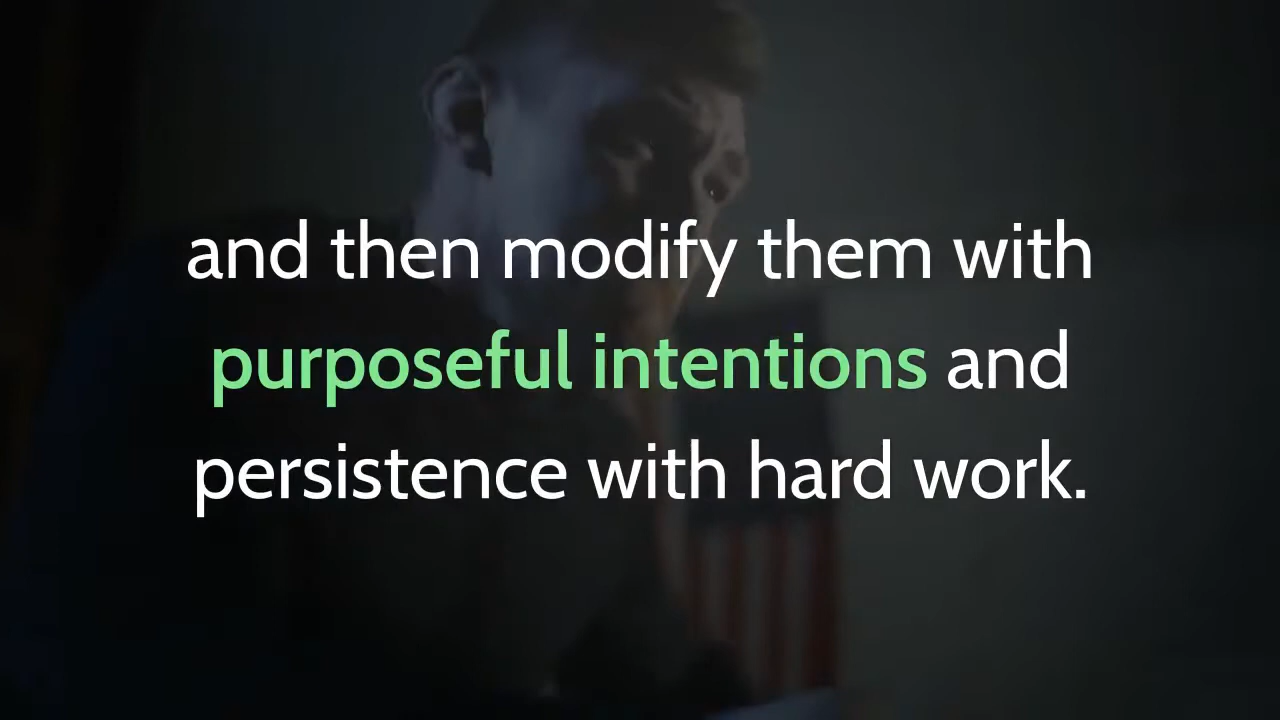 and then modify them with
purposeful intentions and
persistence with hard work.